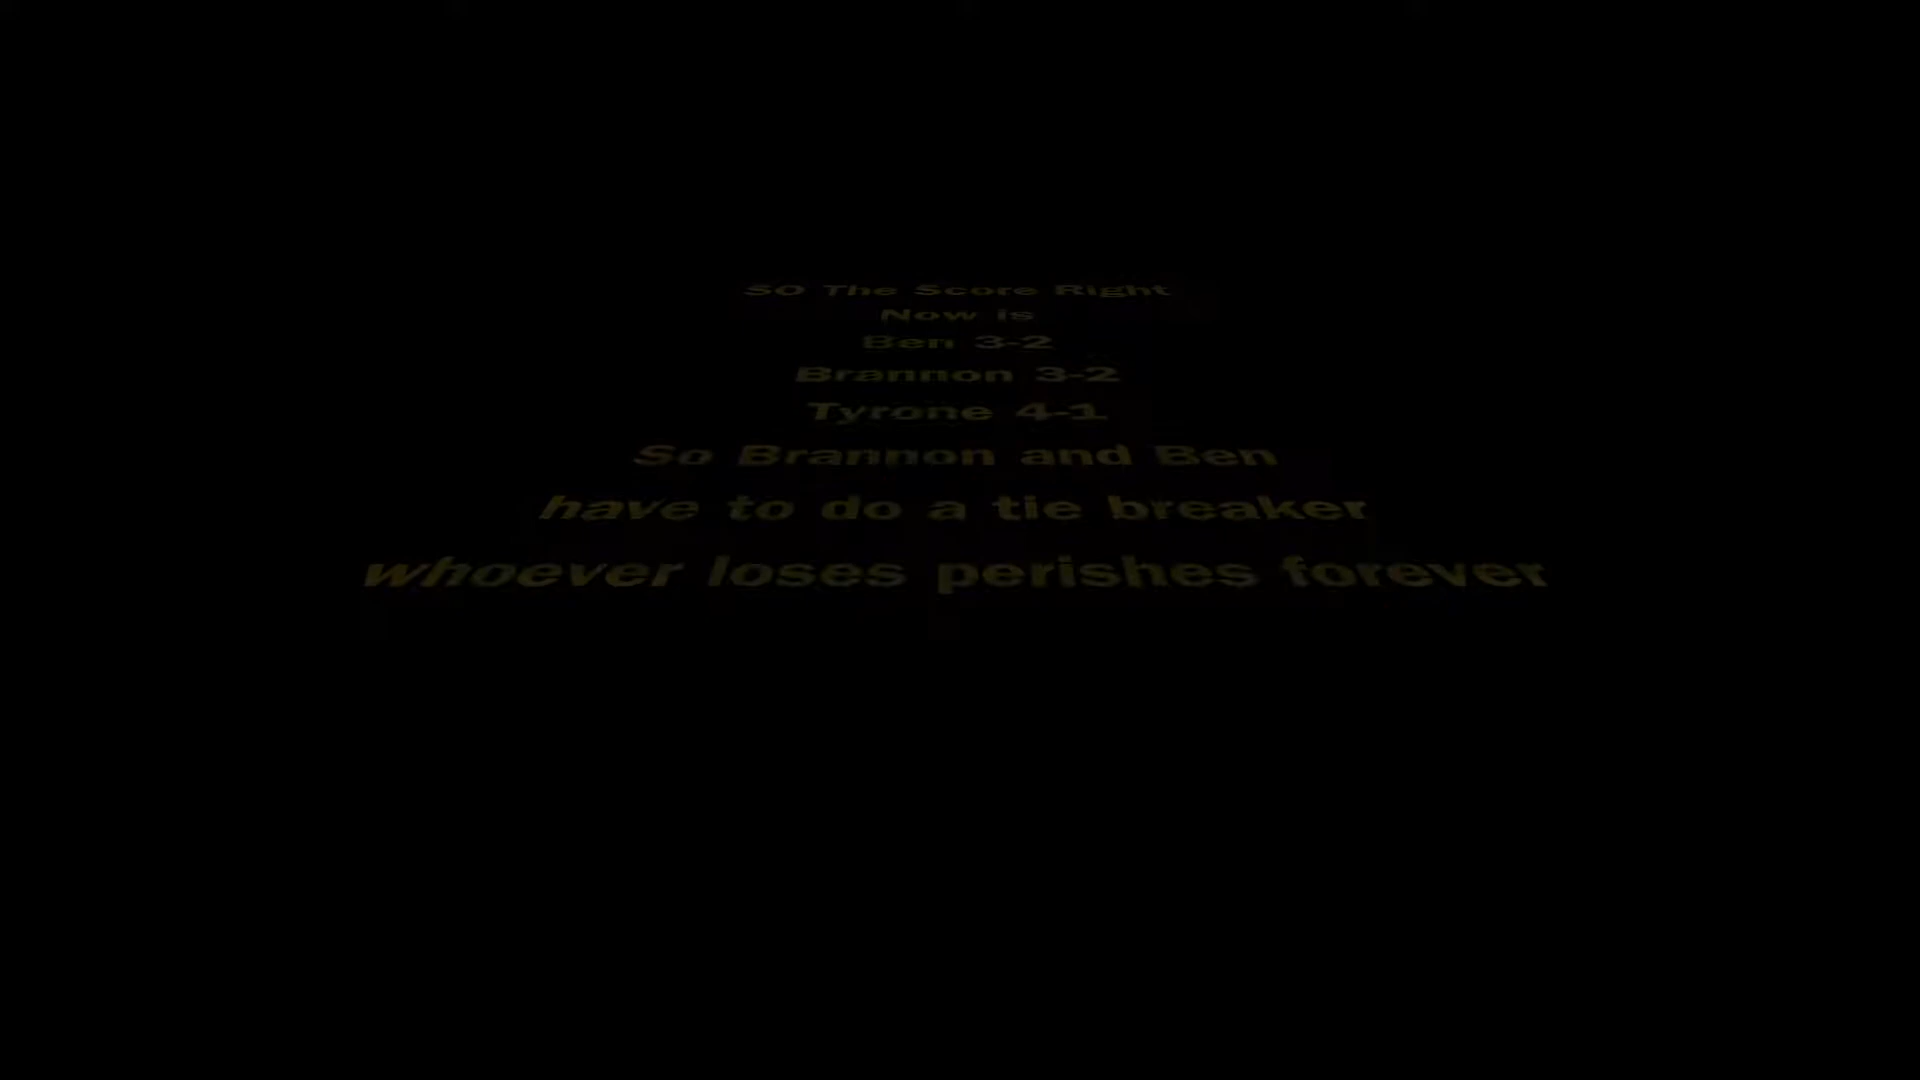 SO The Score Right
Now is
Ben 3-2
Brannon 3-2
Tyrone 4-1
So Brannon and Ben
have to do a tie breaker
whoever loses perishes forever